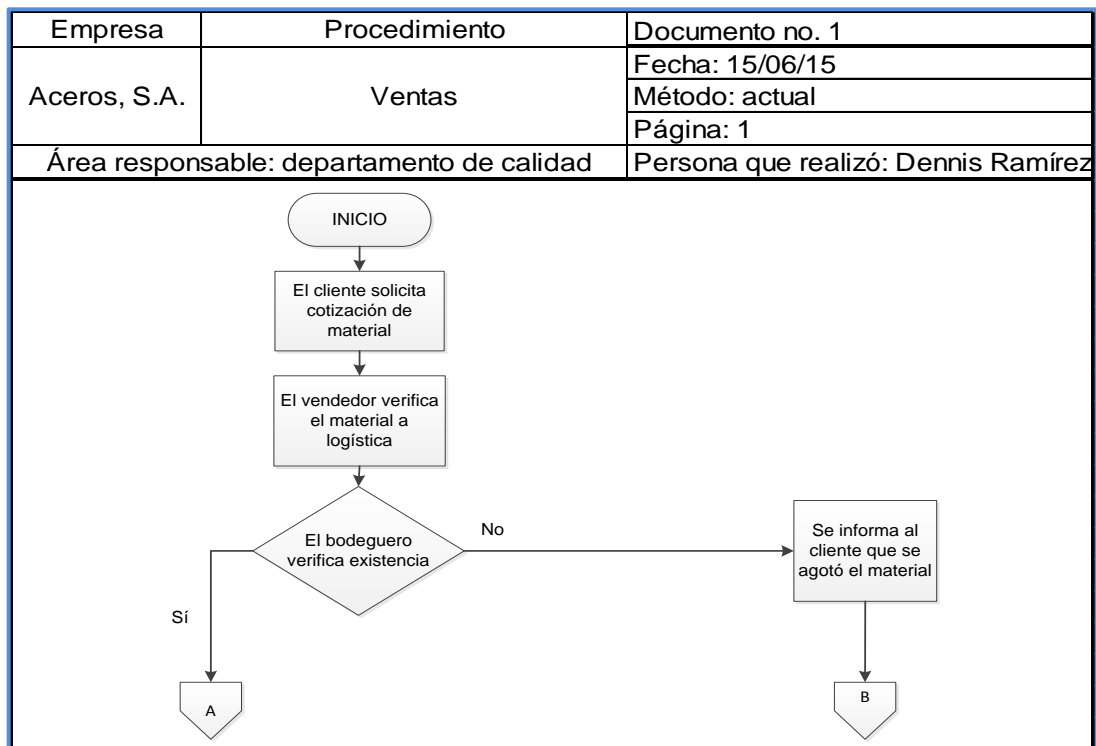 Empresa
Procedimiento
Documento no. 1
Aceros, S.A.
Ventas
Fecha: 15/06/15
Método: actual
Página: 1
Área responsable: departamento de calidad
Persona que realizó: Dennis Ramírez
INICIO
El cliente solicita
cotización de
material
El vendedor verifica
el material a
logística
El bodeguero
verifica existencia
No
Se informa al
cliente que se
agotó el material
Sí
A
B